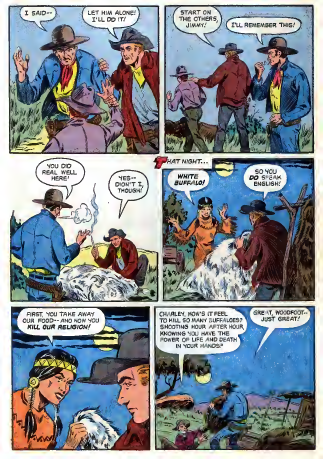 I SAID--
LET HIM ALONE!
I'LL DO IT!
START ON
THE OTHERS,
JIMMY!
I'LL REMEMBER THIS!
YOU DID
REAL WELL
HERE!
YES--
DIDN'T I,
THOUGH!
THAT NIGHT...
WHITE
BUFFALO!
SO YOU
DO SPEAK
ENGLISH!
FIRST, YOU TAKE AWAY
OUR FOOD-- AND NOW YOU
KILL OUR RELIGION!
CHARLEY, HOW'S IT FEEL
TO KILL SO MANY BUFFALOES?
SHOOTING HOUR AFTER HOUR,
KNOWING YOU HAVE THE
POWER OF LIFE AND DEATH
IN YOUR HANDS?
GREAT, WOODFOOT--
JUST GREAT!